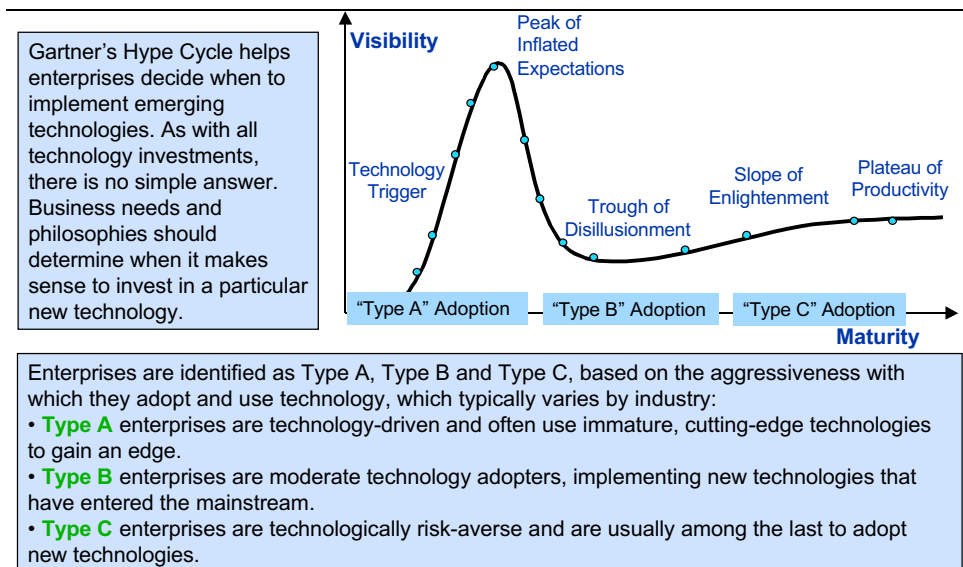 Gartner’s Hype Cycle helps
enterprises decide when to
implement emerging
technologies. As with all
technology investments,
there is no simple answer.
Business needs and
philosophies should
determine when it makes
sense to invest in a particular
new technology.
Visibility
Peak of
Inflated
Expectations
Technology
Trigger
Trough of
Disillusionment
Slope of
Enlightenment
Plateau of
Productivity
“Type A” Adoption
“Type B” Adoption
“Type C” Adoption
Maturity
Enterprises are identified as Type A, Type B and Type C, based on the aggressiveness with
which they adopt and use technology, which typically varies by industry:
• Type A enterprises are technology-driven and often use immature, cutting-edge technologies
to gain an edge.
• Type B enterprises are moderate technology adopters, implementing new technologies that
have entered the mainstream.
• Type C enterprises are technologically risk-averse and are usually among the last to adopt
new technologies.